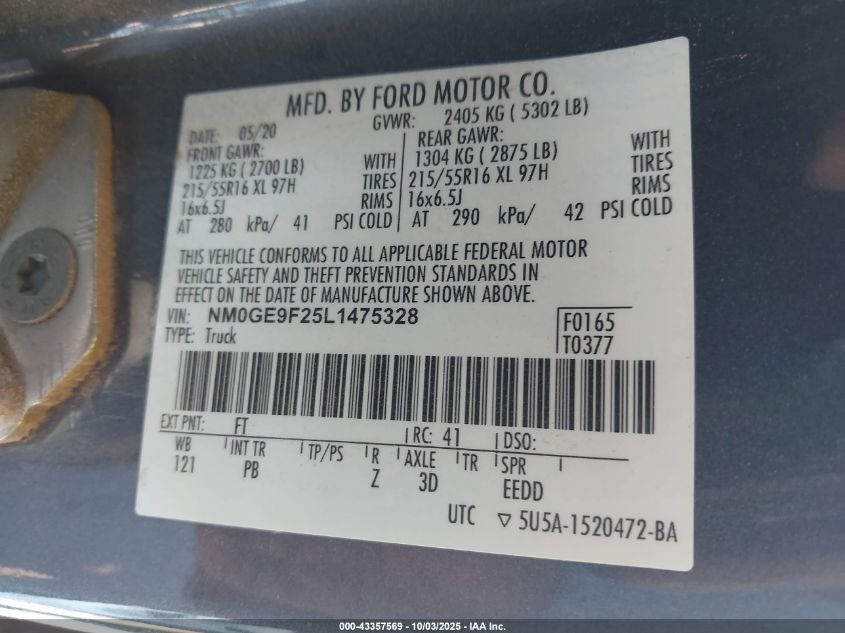 MFD. BY FORD MOTOR CO.
DATE: 05/20 GVWR: 2405 KG ( 5302 LB)
FRONT GAWR: REAR GAWR:
1225 KG ( 2700 LB) WITH 1304 KG ( 2875 LB) WITH
215/55R16 XL 97H TIRES 215/55R16 XL 97H TIRES
16x6.5J RIMS 16x6.5J RIMS
AT 280 kPa/ 41 PSI COLD AT 290 kPa/ 42 PSI COLD
THIS VEHICLE CONFORMS TO ALL APPLICABLE FEDERAL MOTOR
VEHICLE SAFETY AND THEFT PREVENTION STANDARDS IN
EFFECT ON THE DATE OF MANUFACTURE SHOWN ABOVE.
VIN: NM0GE9F25L1475328 F0165
TYPE: Truck T0377
EXT PNT: FT RC: 41 DSO:
WB INT TR TP/PS R AXLE TR SPR
121 PB Z 3D EEDD
UTC ▽ 5U5A-1520472-BA
000-43357569 - 10/03/2025 - IAA Inc.